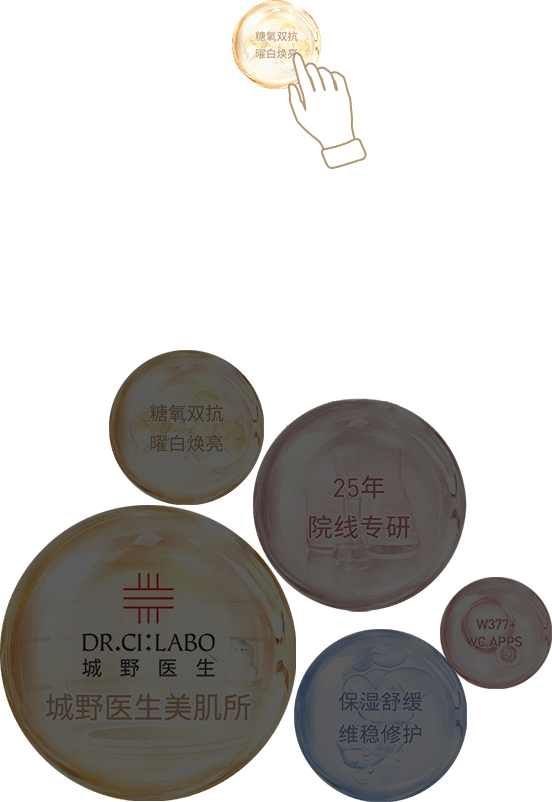 糖氧双抗
曜白焕亮
糖氧双抗
曜白焕亮
25年
院线专研
DR.CI:LABO
城野医生
城野医生美肌所
W377+
VC.APPS
保湿舒缓
维稳修护